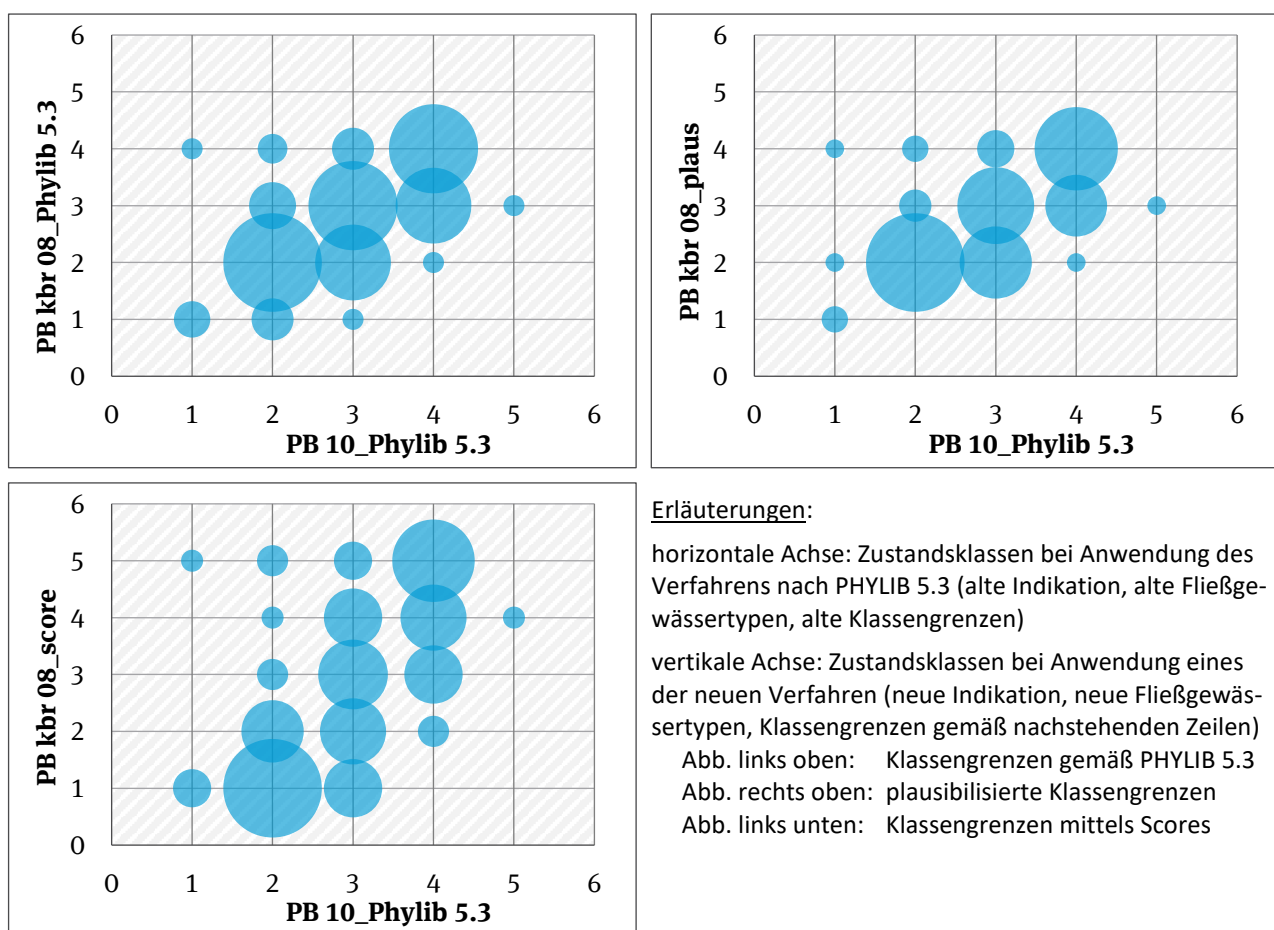 6
5
4
3
2
1
0
PB kbr 08_Phylib 5.3
0 1 2 3 4 5 6
PB 10_Phylib 5.3
6
5
4
3
2
1
0
PB kbr 08_plaus
0 1 2 3 4 5 6
PB 10_Phylib 5.3
6
5
4
3
2
1
0
PB kbr 08_score
0 1 2 3 4 5 6
PB 10_Phylib 5.3
Erläuterungen:
horizontale Achse: Zustandsklassen bei Anwendung des
Verfahrens nach PHYLIB 5.3 (alte Indikation, alte Fließge-
wässertypen, alte Klassengrenzen)
vertikale Achse: Zustandsklassen bei Anwendung eines
der neuen Verfahren (neue Indikation, neue Fließgewäs-
sertypen, Klassengrenzen gemäß nachstehenden Zeilen)
Abb. links oben: Klassengrenzen gemäß PHYLIB 5.3
Abb. rechts oben: plausibilisierte Klassengrenzen
Abb. links unten: Klassengrenzen mittels Scores